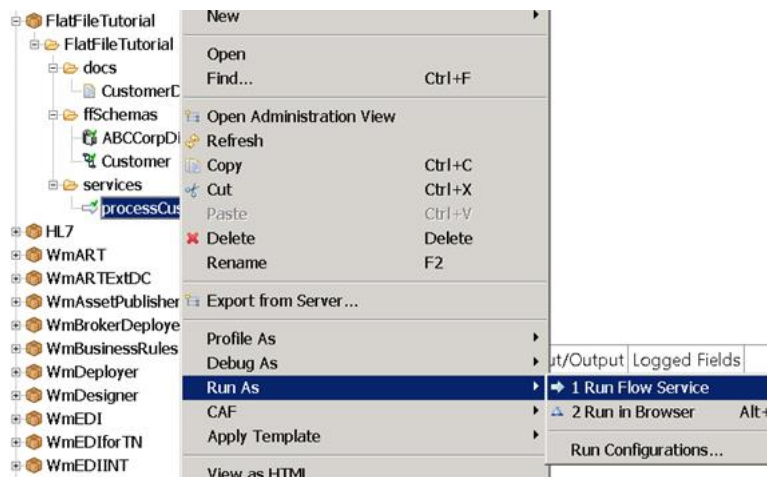 FlatFileTutorial
FlatFileTutorial
docs
CustomerD
ffSchemas
ABCCorpDi
Customer
services
processCus
HL7
WmART
WmARTExtDC
WmAssetPublisher
WmBrokerDeploye
WmBusinessRules
WmDeployer
WmDesigner
WmEDI
WmEDIforTN
WmEDIINT
New
Open
Find... Ctrl+F
Open Administration View
Refresh
Copy Ctrl+C
Cut Ctrl+X
Paste Ctrl+V
Delete Delete
Rename F2
Export from Server...
Profile As
Debug As
Run As
CAF
Apply Template
View as HTML
ut/Output Logged Fields
1 Run Flow Service
2 Run in Browser Alt+
Run Configurations...